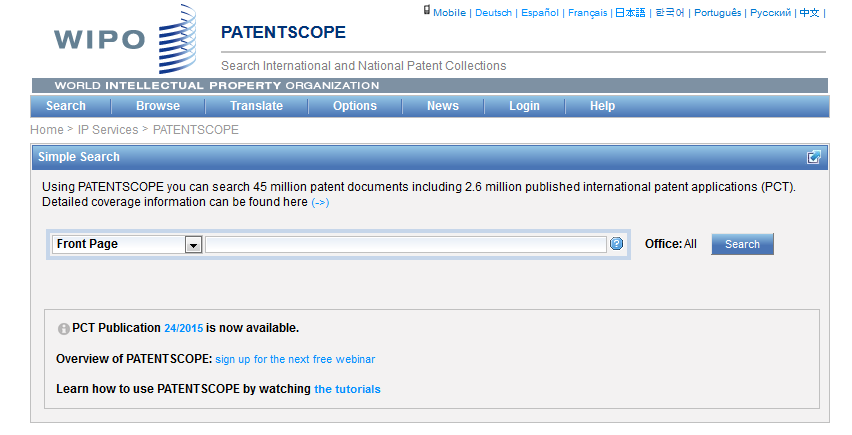 Mobile | Deutsch | Español | Français | 日本語 | 한국어 | Português | Русский | 中文 |
WIPO
PATENTSCOPE
Search International and National Patent Collections
WORLD INTELLECTUAL PROPERTY ORGANIZATION
Search Browse Translate Options News Login Help
Home > IP Services > PATENTSCOPE
Simple Search
Using PATENTSCOPE you can search 45 million patent documents including 2.6 million published international patent applications (PCT).
Detailed coverage information can be found here (->)
Front Page ? Office: All Search
i PCT Publication 24/2015 is now available.
Overview of PATENTSCOPE: sign up for the next free webinar
Learn how to use PATENTSCOPE by watching the tutorials